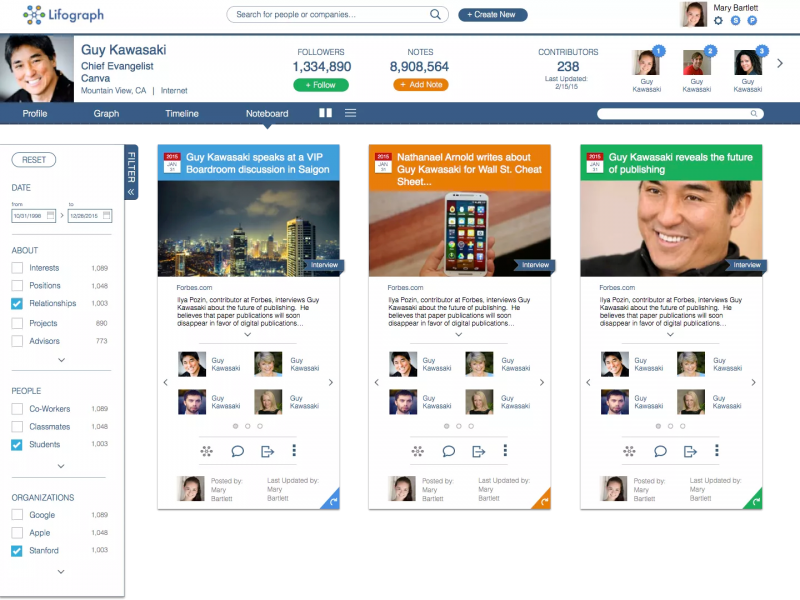 Lifograph
Search for people or companies...
+ Create New
Mary Bartlett
S
P
Guy Kawasaki
Chief Evangelist
Canva
Mountain View, CA | Internet
FOLLOWERS
1,334,890
+ Follow
NOTES
8,908,564
+ Add Note
CONTRIBUTORS
238
Last Updated:
2/15/15
1
Guy
Kawasaki
2
Guy
Kawasaki
3
Guy
Kawasaki
Profile
Graph
Timeline
Noteboard
RESET
FILTER
DATE
from
to
10/31/1998
12/28/2015
ABOUT
Interests 1,089
Positions 1,048
Relationships 1,003
Projects 890
Advisors 773
PEOPLE
Co-Workers 1,089
Classmates 1,048
Students 1,003
ORGANIZATIONS
Google 1,089
Apple 1,048
Stanford 1,003
2015
JAN
31
Guy Kawasaki speaks at a VIP
Boardroom discussion in Saigon
Interview
Forbes.com
Ilya Pozin, contributor at Forbes, interviews Guy
Kawasaki about the future of publishing. He
believes that paper publications will soon
disappear in favor of digital publications...
Guy
Kawasaki
Guy
Kawasaki
Guy
Kawasaki
Guy
Kawasaki
Posted by:
Mary
Bartlett
Last Updated by:
Mary
Bartlett
2015
JAN
31
Nathanael Arnold writes about
Guy Kawasaki for Wall St. Cheat
Sheet...
Interview
Forbes.com
Ilya Pozin, contributor at Forbes, interviews Guy
Kawasaki about the future of publishing. He
believes that paper publications will soon
disappear in favor of digital publications...
Guy
Kawasaki
Guy
Kawasaki
Guy
Kawasaki
Guy
Kawasaki
Posted by:
Mary
Bartlett
Last Updated by:
Mary
Bartlett
2015
JAN
31
Guy Kawasaki reveals the future
of publishing
Interview
Forbes.com
Ilya Pozin, contributor at Forbes, interviews Guy
Kawasaki about the future of publishing. He
believes that paper publications will soon
disappear in favor of digital publications...
Guy
Kawasaki
Guy
Kawasaki
Guy
Kawasaki
Guy
Kawasaki
Posted by:
Mary
Bartlett
Last Updated by:
Mary
Bartlett